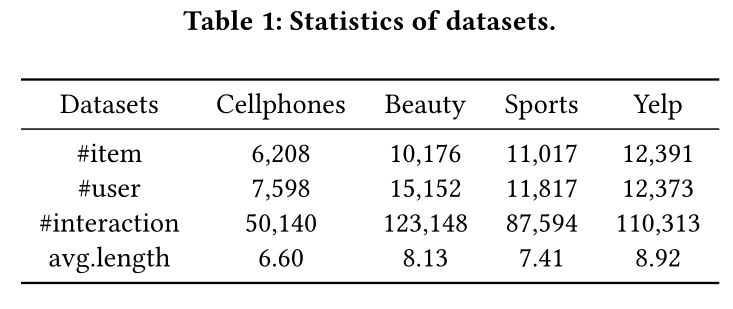 Table 1: Statistics of datasets.
Datasets Cellphones Beauty Sports Yelp
#item 6,208 10,176 11,017 12,391
#user 7,598 15,152 11,817 12,373
#interaction 50,140 123,148 87,594 110,313
avg.length 6.60 8.13 7.41 8.92